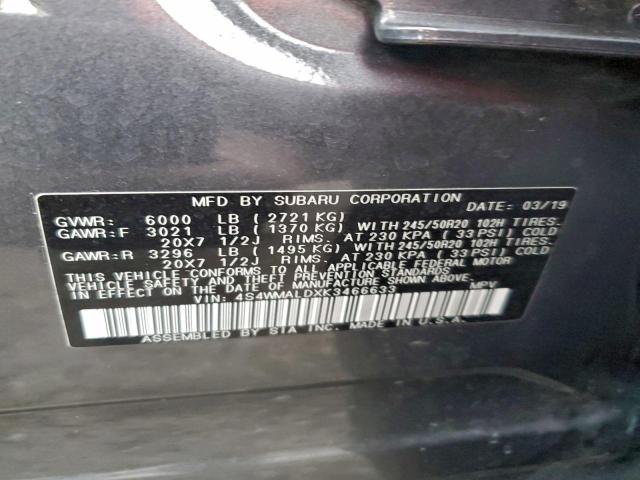 MFD BY SUBARU CORPORATION DATE: 03/19
GVWR: 6000 LB (2721 KG)
GAWR:F 3021 LB (1370 KG) WITH 245/50R20 102H TIRES.
20X7 1/2J RIMS. AT 230 KPA (33 PSI) COLD
GAWR:R 3296 LB (1495 KG) WITH 245/50R20 102H TIRES.
20X7 1/2J RIMS. AT 230 KPA (33 PSI) COLD
THIS VEHICLE CONFORMS TO ALL APPLICABLE FEDERAL MOTOR
VEHICLE SAFETY AND THEFT PREVENTION STANDARDS
IN EFFECT ON THE DATE OF MANUFACTURE SHOWN ABOVE.
VIN: 4S4WMALDXK3466633 MPV
ASSEMBLED BY SIA INC. MADE IN U.S.A.